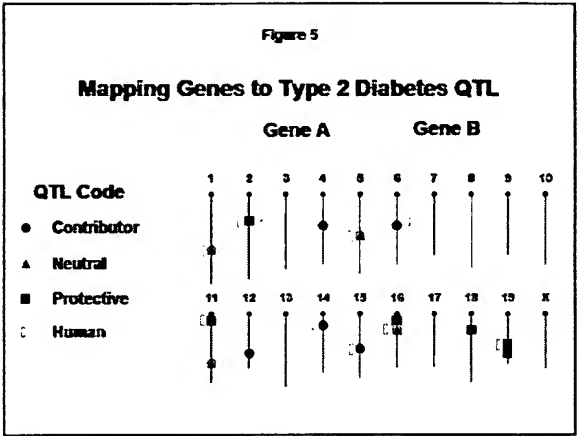 Figure 5
Mapping Genes to Type 2 Diabetes QTL
Gene A Gene B
1 2 3 4 5 6 7 8 9 10
QTL Code
Contributor
Neutral
Protective
Human
11 12 13 14 15 16 17 18 19 X